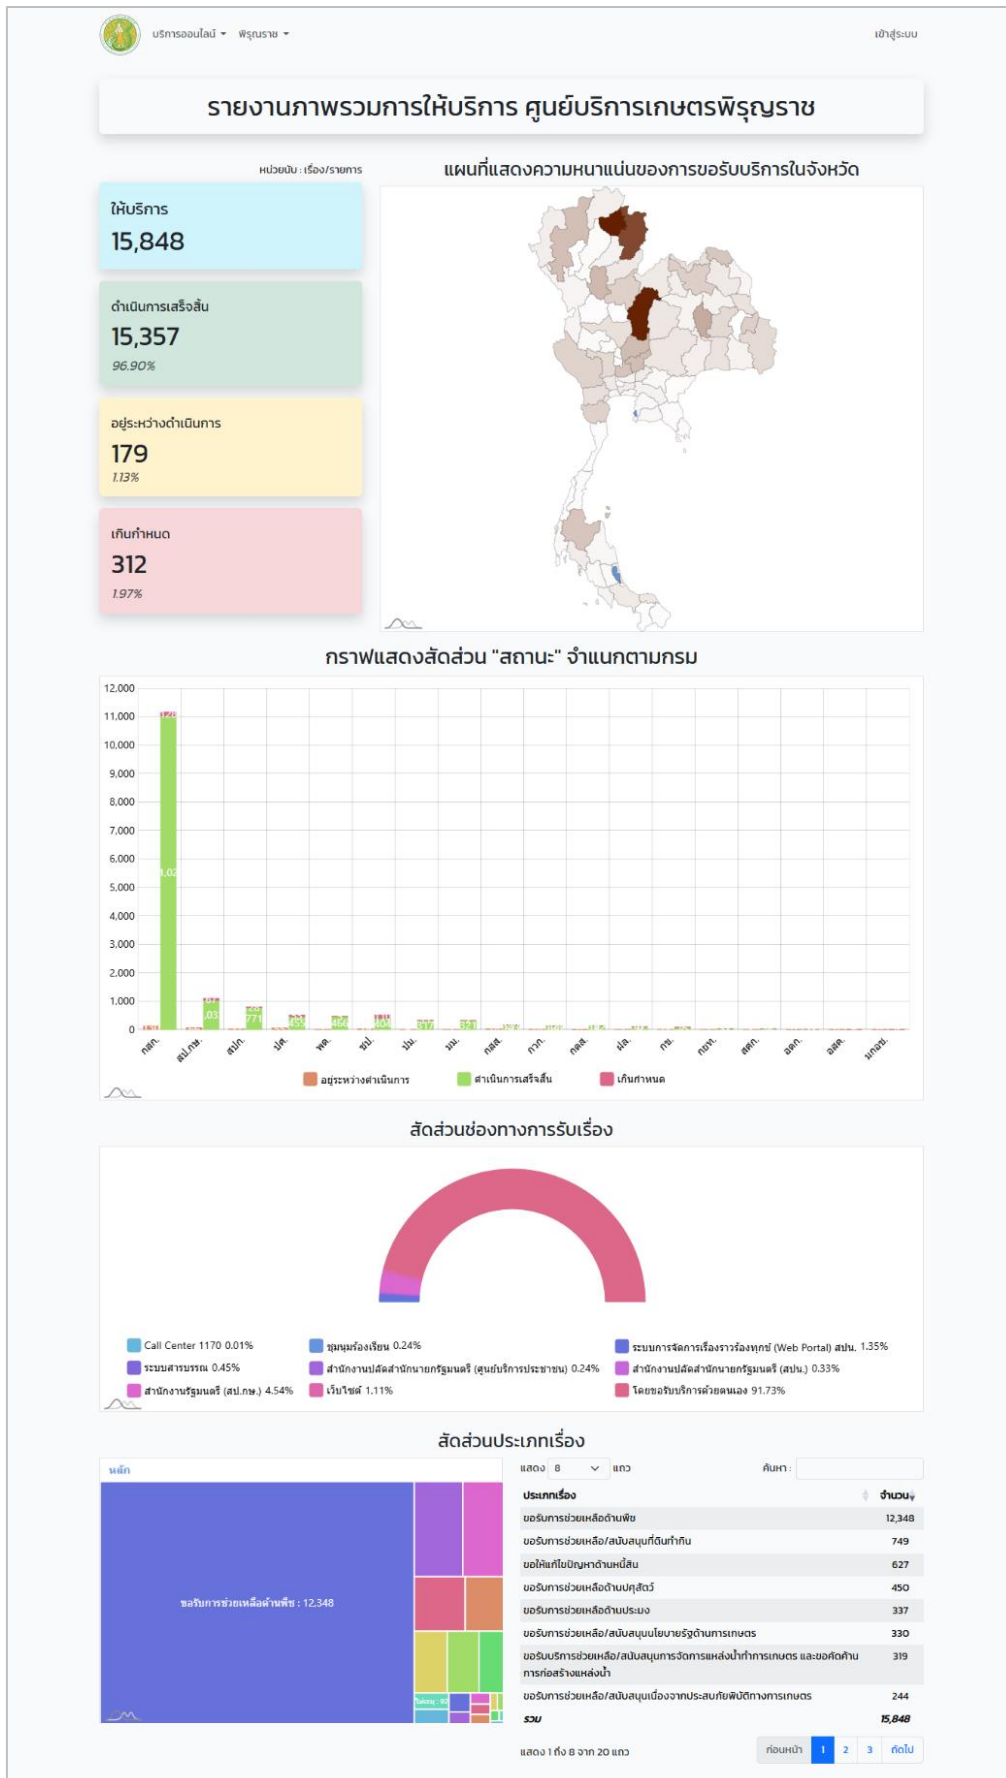 บริการออนไลน์ พิรุณราช เข้าสู่ระบบ
รายงานภาพรวมการให้บริการ ศูนย์บริการเกษตรพิรุญราช
หน่วยนับ : เรื่อง/รายการ
แผนที่แสดงความหนาแน่นของการขอรับบริการในจังหวัด
ให้บริการ
15,848
ดำเนินการเสร็จสิ้น
15,357
96.90%
อยู่ระหว่างดำเนินการ
179
1.13%
เกินกำหนด
312
1.97%
กราฟแสดงสัดส่วน "สถานะ" จำแนกตามกรม
12,000
11,000
10,000
9,000
8,000
7,000
6,000
5,000
4,000
3,000
2,000
1,000
0
771
455
466
404
317
321
กสก. สป.กษ. สปก. ปศ. พด. ชป. ปม. มม. กสส. กวก. กตส. ฝล. กข. กยท. สศก. อตก. อสค. มกอช.
อยู่ระหว่างดำเนินการ ดำเนินการเสร็จสิ้น เกินกำหนด
สัดส่วนช่องทางการรับเรื่อง
Call Center 1170 0.01% ชุมนุมร้องเรียน 0.24% ระบบการจัดการเรื่องราวร้องทุกข์ (Web Portal) สปน. 1.35%
ระบบสารบรรณ 0.45% สำนักงานปลัดสำนักนายกรัฐมนตรี (ศูนย์บริการประชาชน) 0.24% สำนักงานปลัดสำนักนายกรัฐมนตรี (สปน.) 0.33%
สำนักงานรัฐมนตรี (สป.กษ.) 4.54% เว็บไซต์ 1.11% โดยขอรับบริการด้วยตนเอง 91.73%
สัดส่วนประเภทเรื่อง
หลัก
ขอรับการช่วยเหลือด้านพืช : 12,348
แสดง 8 แถว ค้นหา :
ประเภทเรื่อง จำนวน
ขอรับการช่วยเหลือด้านพืช 12,348
ขอรับการช่วยเหลือ/สนับสนุนที่ดินทำกิน 749
ขอให้แก้ไขปัญหาด้านหนี้สิน 627
ขอรับการช่วยเหลือด้านปศุสัตว์ 450
ขอรับการช่วยเหลือด้านประมง 337
ขอรับการช่วยเหลือ/สนับสนุนนโยบายรัฐด้านการเกษตร 330
ขอรับบริการช่วยเหลือ/สนับสนุนการจัดการแหล่งน้ำทำการเกษตร และขอคัดค้าน 319
การก่อสร้างแหล่งน้ำ
ขอรับการช่วยเหลือ/สนับสนุนเนื่องจากประสบภัยพิบัติทางการเกษตร 244
รวม 15,848
แสดง 1 ถึง 8 จาก 20 แถว
ก่อนหน้า 1 2 3 ถัดไป